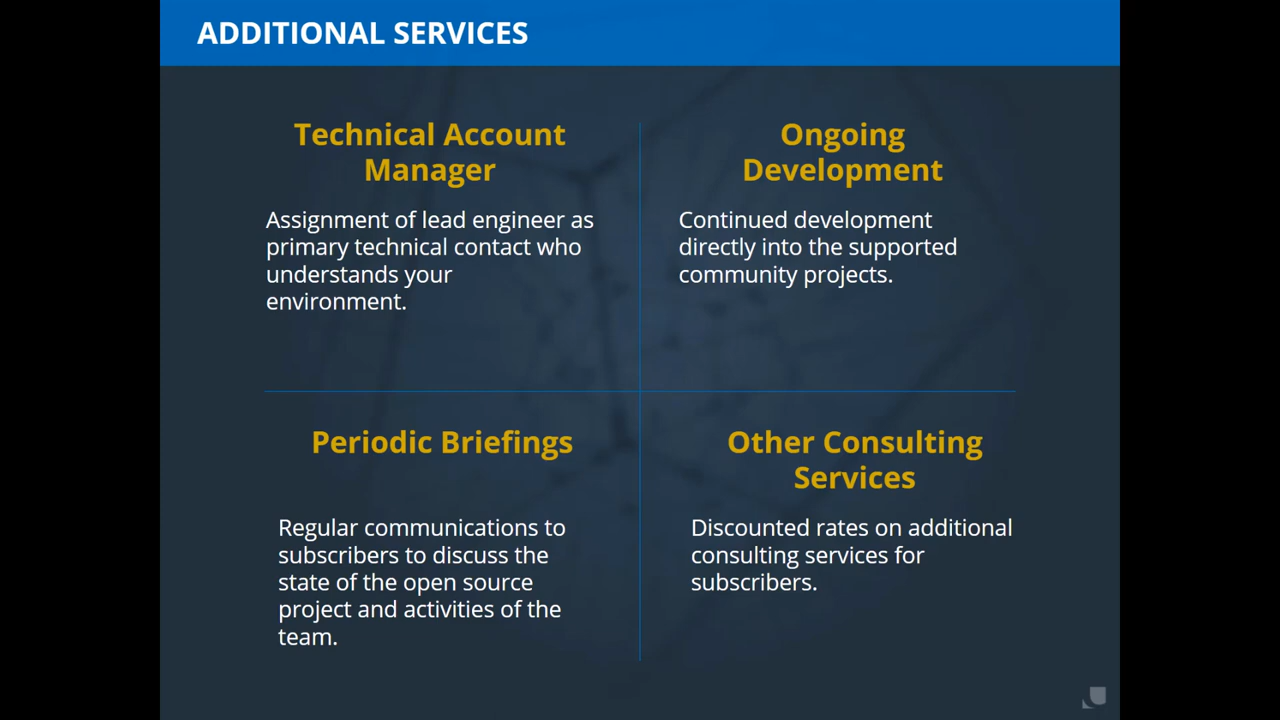 ADDITIONAL SERVICES
Technical Account
Manager
Assignment of lead engineer as
primary technical contact who
understands your
environment.
Ongoing
Development
Continued development
directly into the supported
community projects.
Periodic Briefings
Regular communications to
subscribers to discuss the
state of the open source
project and activities of the
team.
Other Consulting
Services
Discounted rates on additional
consulting services for
subscribers.